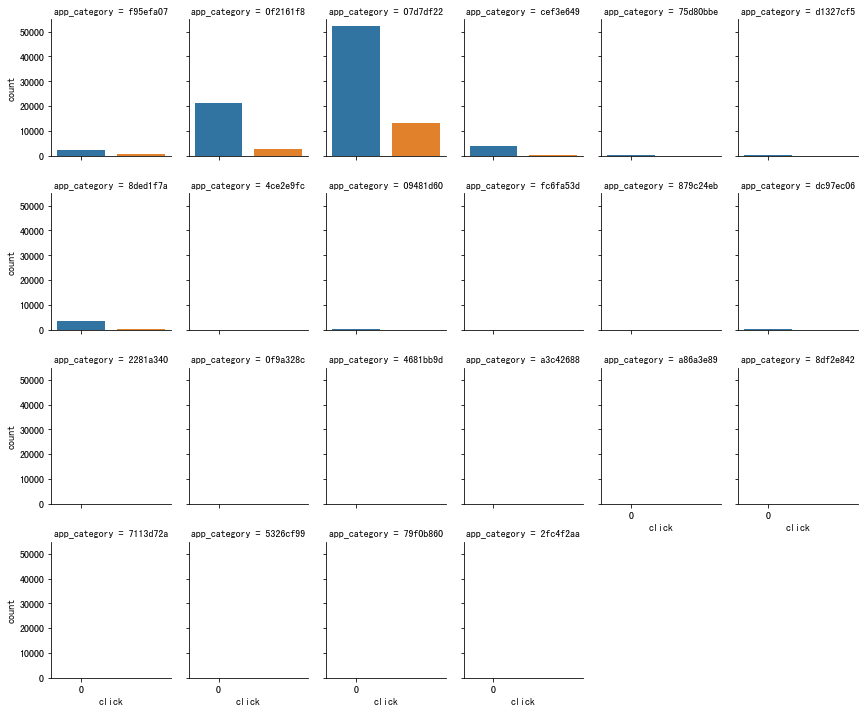 app_category = f95efa07 app_category = 0f2161f8 app_category = 07d7df22 app_category = cef3e649 app_category = 75d80bbe app_category = d1327cf5
50000
40000
30000
20000
10000
0
count
app_category = 8ded1f7a app_category = 4ce2e9fc app_category = 09481d60 app_category = fc6fa53d app_category = 879c24eb app_category = dc97ec06
50000
40000
30000
20000
10000
0
count
app_category = 2281a340 app_category = 0f9a328c app_category = 4681bb9d app_category = a3c42688 app_category = a86a3e89 app_category = 8df2e842
50000
40000
30000
20000
10000
0
count
0 0
click click
app_category = 7113d72a app_category = 5326cf99 app_category = 79f0b860 app_category = 2fc4f2aa
50000
40000
30000
20000
10000
0
count
0 0 0 0
click click click click